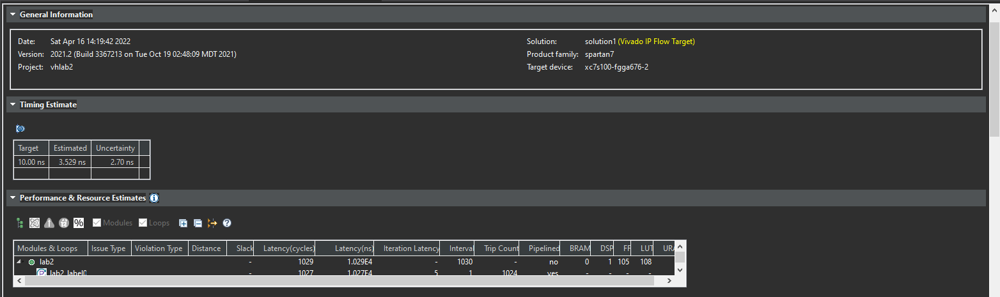 General Information
Date: Sat Apr 16 14:19:42 2022 Solution: solution1 (Vivado IP Flow Target)
Version: 2021.2 (Build 3367213 on Tue Oct 19 02:48:09 MDT 2021) Product family: spartan7
Project: vhlab2 Target device: xc7s100-fgga676-2
Timing Estimate
Target Estimated Uncertainty
10.00 ns 3.529 ns 2.70 ns
Performance & Resource Estimates
% Modules Loops
Modules & Loops Issue Type Violation Type Distance Slack Latency(cycles) Latency(ns) Iteration Latency Interval Trip Count Pipelined BRAM DSP FF LUT URA
lab2 - 1029 1.029E4 - 1030 - no 0 1 105 108
lab2_label0 - 1027 1.027E4 5 1 1024 yes - - - -